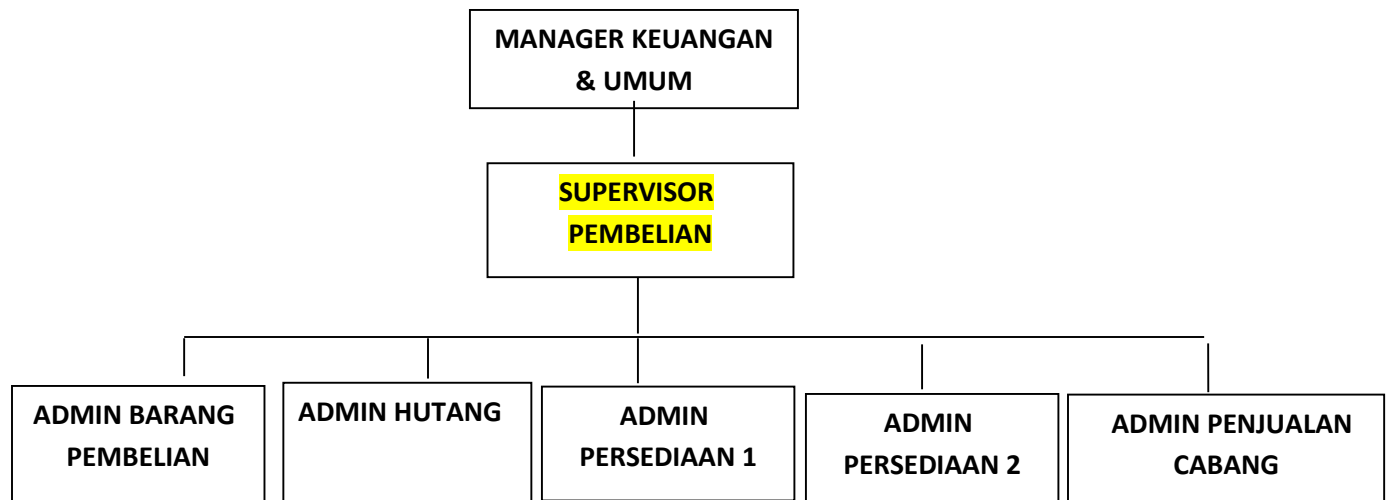 MANAGER KEUANGAN
& UMUM
SUPERVISOR
PEMBELIAN
ADMIN BARANG
PEMBELIAN
ADMIN HUTANG
ADMIN
PERSEDIAAN 1
ADMIN
PERSEDIAAN 2
ADMIN PENJUALAN
CABANG